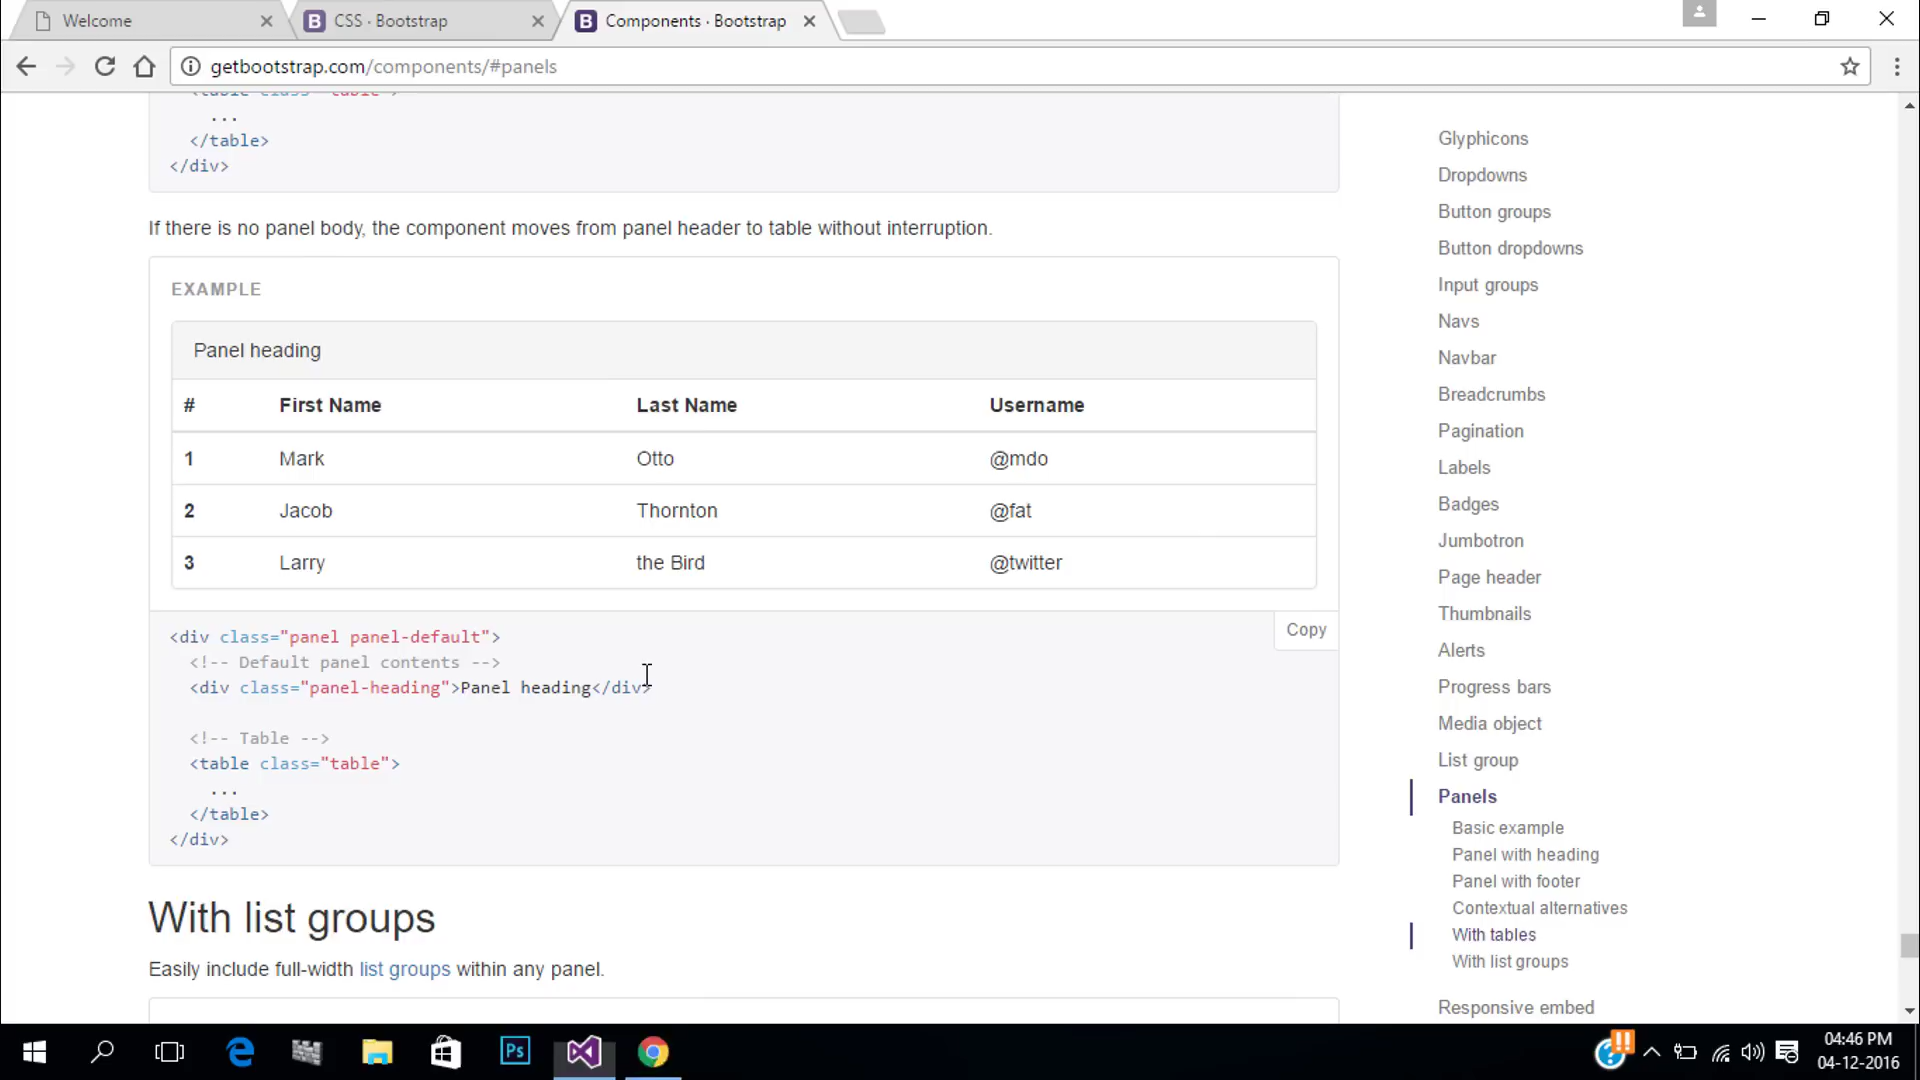 Welcome
CSS · Bootstrap
Components · Bootstrap
getbootstrap.com/components/#panels
<table class="table">
...
</table>
</div>
If there is no panel body, the component moves from panel header to table without interruption.
EXAMPLE
Panel heading
# First Name Last Name Username
1 Mark Otto @mdo
2 Jacob Thornton @fat
3 Larry the Bird @twitter
Copy
<div class="panel panel-default">
<!-- Default panel contents -->
<div class="panel-heading">Panel heading</div>
<!-- Table -->
<table class="table">
...
</table>
</div>
With list groups
Easily include full-width list groups within any panel.
Glyphicons
Dropdowns
Button groups
Button dropdowns
Input groups
Navs
Navbar
Breadcrumbs
Pagination
Labels
Badges
Jumbotron
Page header
Thumbnails
Alerts
Progress bars
Media object
List group
Panels
Basic example
Panel with heading
Panel with footer
Contextual alternatives
With tables
With list groups
Responsive embed
Ps
04:46 PM
04-12-2016